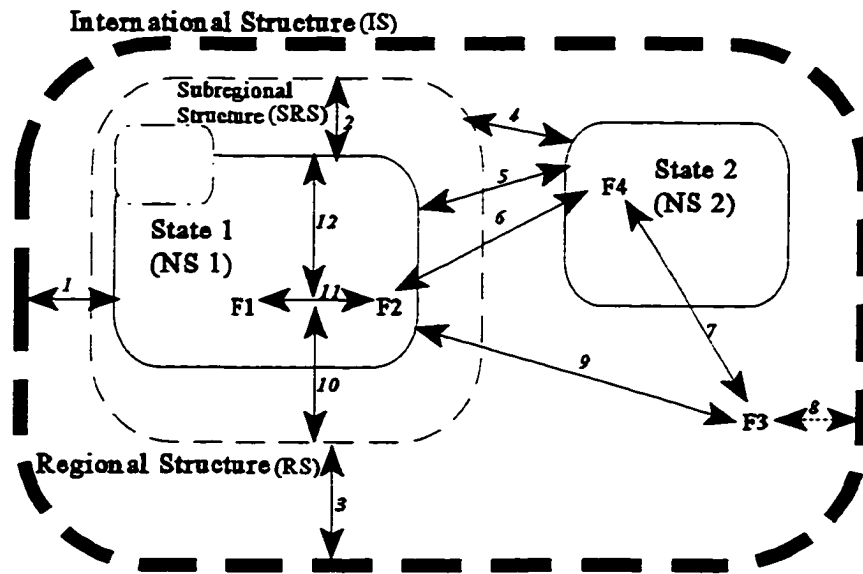 International Structure (IS)
Subregional
Structure (SRS)
2
4
5
6
State 2
F4
(NS 2)
12
State 1
(NS 1)
1
F1
11
F2
7
10
9
F3
8
Regional Structure (RS)
3